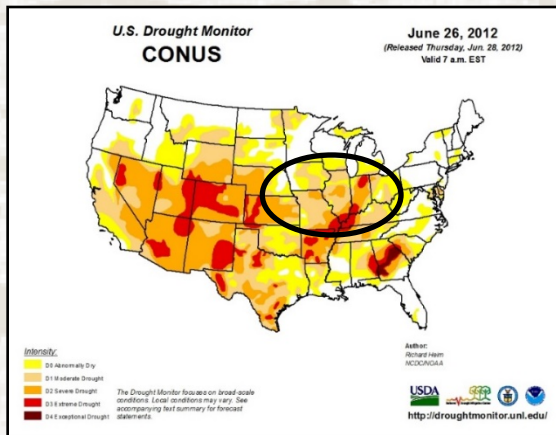 U.S. Drought Monitor
CONUS
June 26, 2012
(Released Thursday, Jun. 28, 2012)
Valid 7 a.m. EST
Intensity:
D0 Abnormally Dry
D1 Moderate Drought
D2 Severe Drought
D3 Extreme Drought
D4 Exceptional Drought
The Drought Monitor focuses on broad-scale
conditions. Local conditions may vary. See
accompanying text summary for forecast
statements.
Author:
Richard Heim
NCDC/NOAA
USDA
http://droughtmonitor.unl.edu/